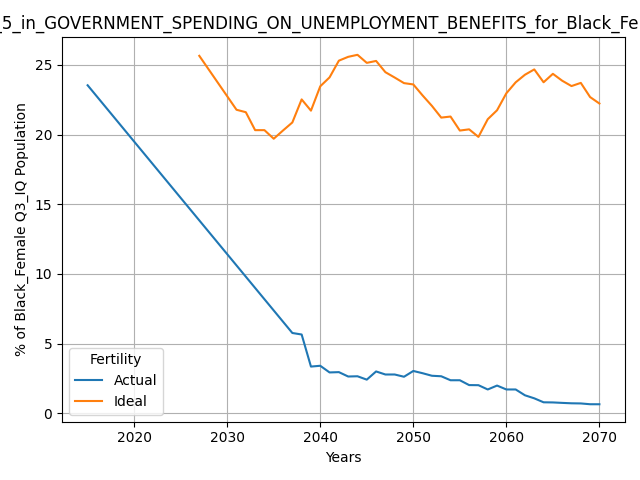 _5_in_GOVERNMENT_SPENDING_ON_UNEMPLOYMENT_BENEFITS_for_Black_Fe
% of Black_Female Q3_IQ Population
25
20
15
10
5
0
Fertility
Actual
Ideal
2020 2030 2040 2050 2060 2070
Years